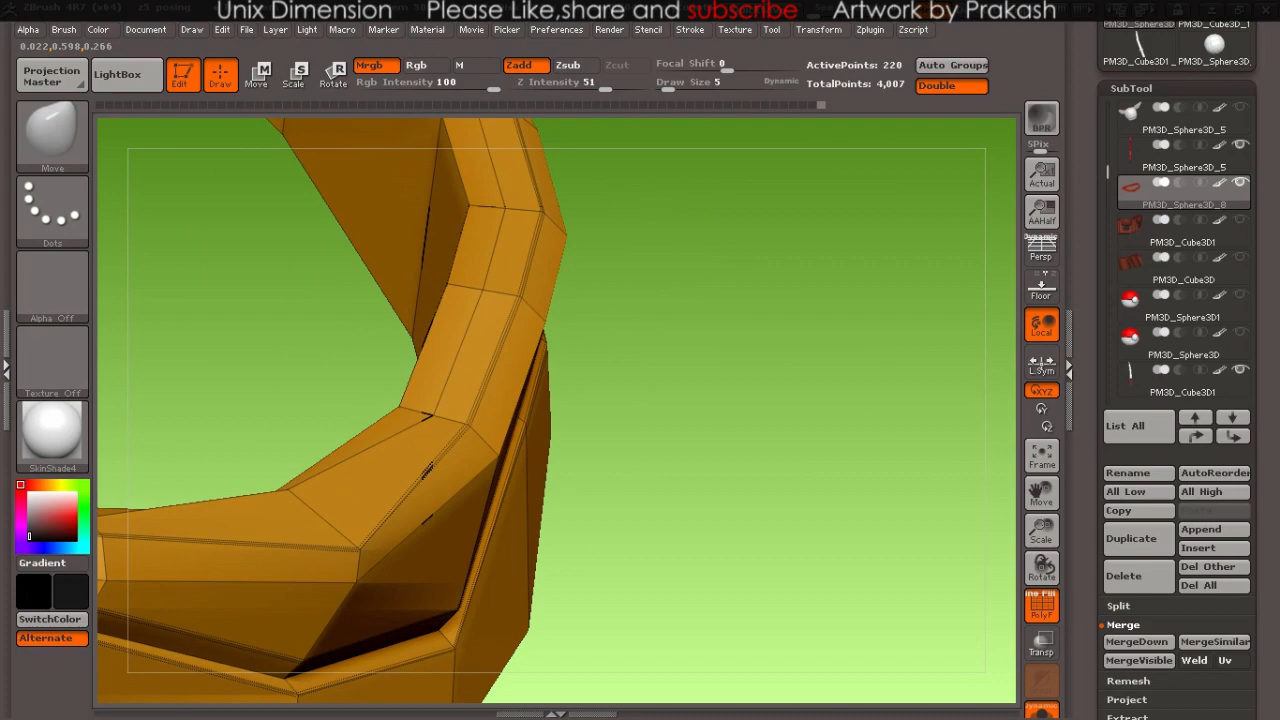 Unix Dimension Please Like,share and subscribe Artwork by Prakash
Alpha Brush Color Document Draw Edit File Layer Light Macro Marker Material Movie Picker Preferences Render Stencil Stroke Texture Tool Transform Zplugin Zscript
0.022,0.598,0.266
Projection Master
LightBox
Edit
Draw
Move
Scale
Rotate
Mrgb Rgb M
Rgb Intensity 100
Zadd Zsub Zcut
Z Intensity 51
Focal Shift 0
Draw Size 5
Dynamic
ActivePoints: 220
TotalPoints: 4,007
Auto Groups
Double
Move
Dots
Alpha Off
Texture Off
SkinShade4
Gradient
SwitchColor
Alternate
BPR
SPix
Actual
AAHalf
Dynamic
Persp
Floor
Local
L.Sym
XYZ
Frame
Move
Scale
Rotate
PolyF
Transp
PM3D_Sphere3D PM3D_Cube3D_1
PM3D_Cube3D1 PM3D_Sphere3D.
SubTool
PM3D_Sphere3D_5
PM3D_Sphere3D_5
PM3D_Sphere3D_8
PM3D_Cube3D1
PM3D_Cube3D
PM3D_Sphere3D1
PM3D_Sphere3D
PM3D_Cube3D1
List All
Rename AutoReorder
All Low All High
Copy
Duplicate
Append
Insert
Delete
Del Other
Del All
Split
Merge
MergeDown MergeSimilar
MergeVisible Weld Uv
Remesh
Project
Extract